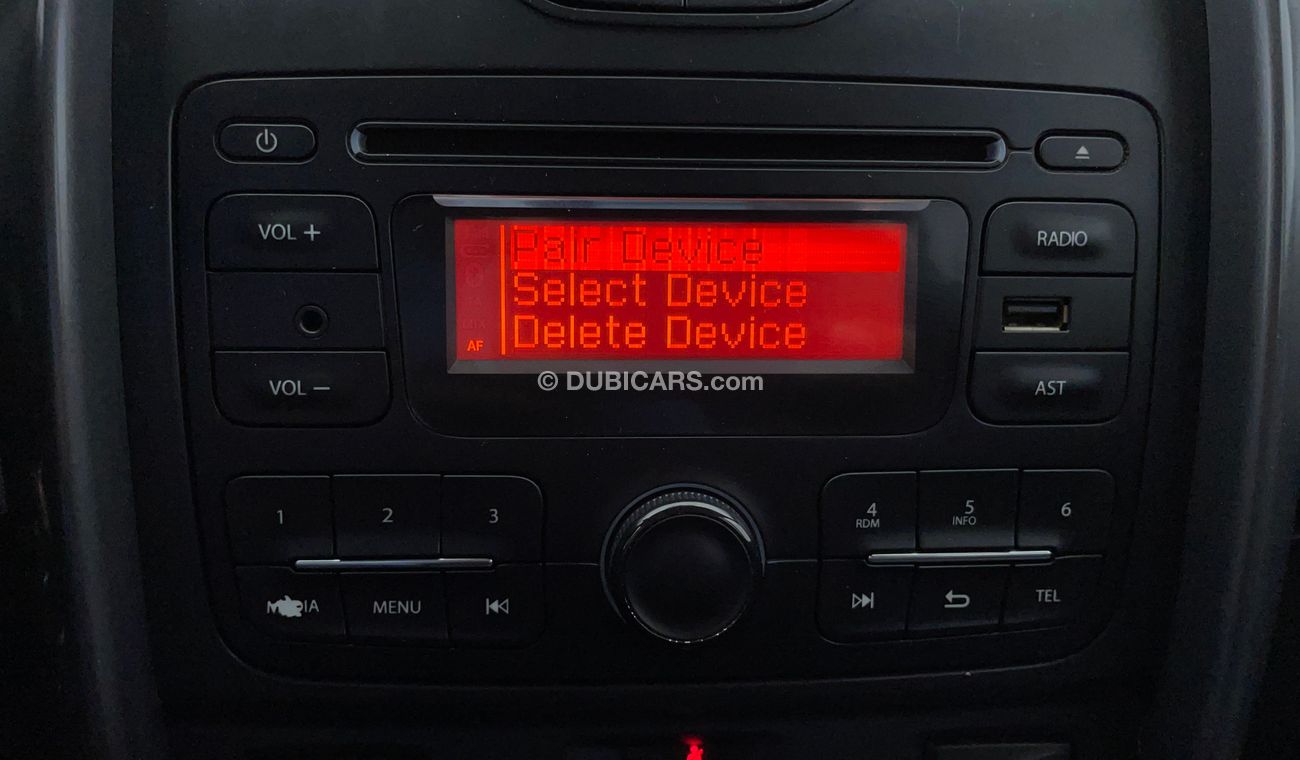 VOL +
RADIO
Pair Device
Select Device
Delete Device
AF
VOL –
AST
© DUBICARS.com
1
2
3
4
RDM
5
INFO
6
MENU
TEL